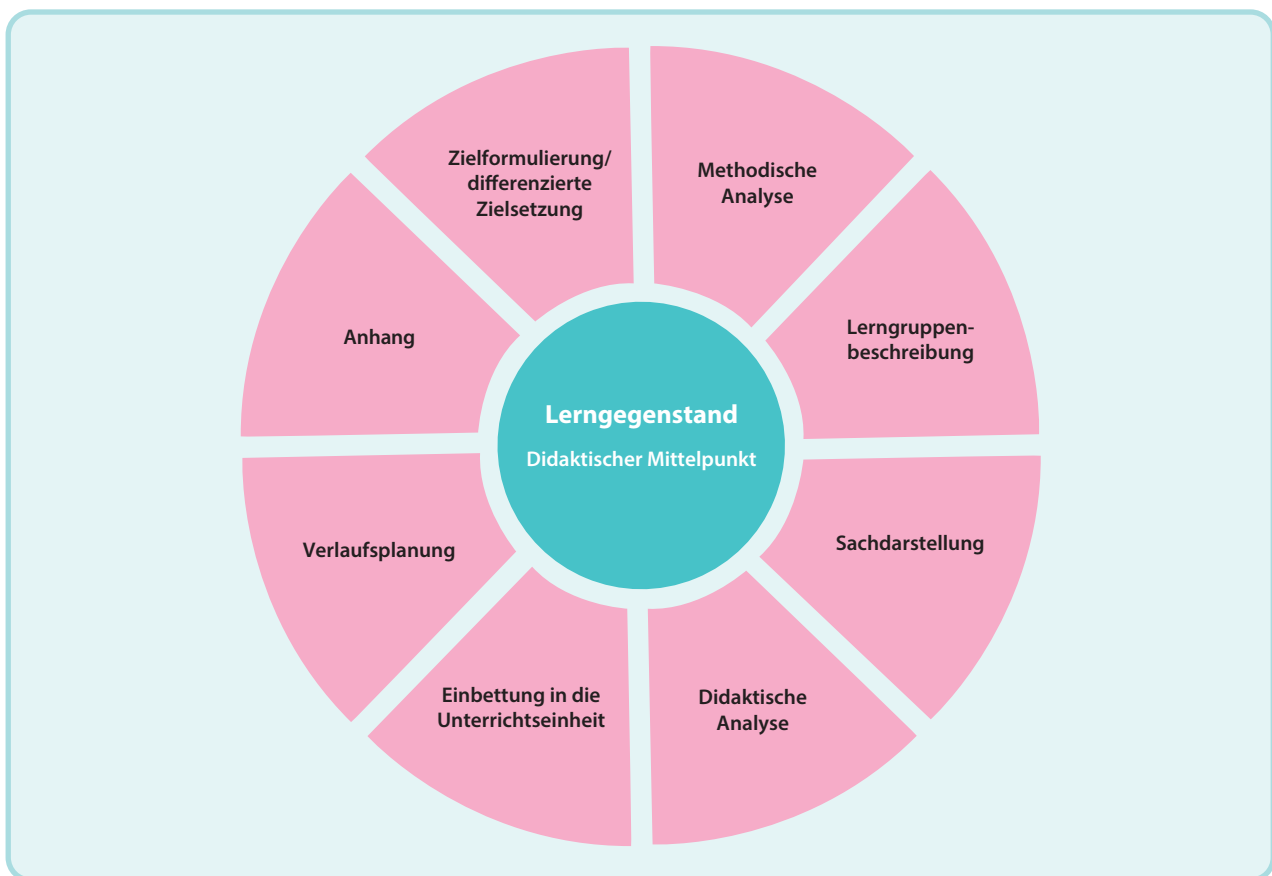 Zielformulierung/
differenzierte
Zielsetzung
Methodische
Analyse
Anhang
Lerngruppen-
beschreibung
Lerngegenstand
Didaktischer Mittelpunkt
Verlaufsplanung
Sachdarstellung
Einbettung in die
Unterrichtseinheit
Didaktische
Analyse